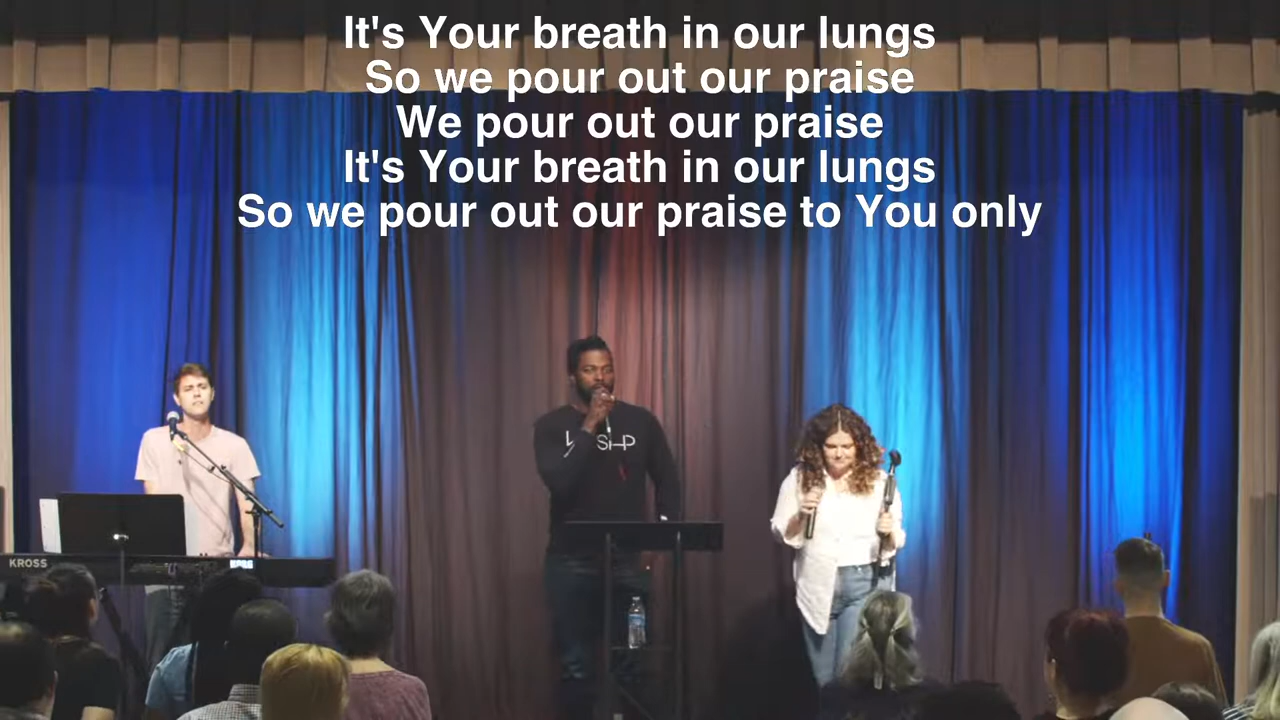 It's Your breath in our lungs
So we pour out our praise
We pour out our praise
It's Your breath in our lungs
So we pour out our praise to You only
KROSS
KORG